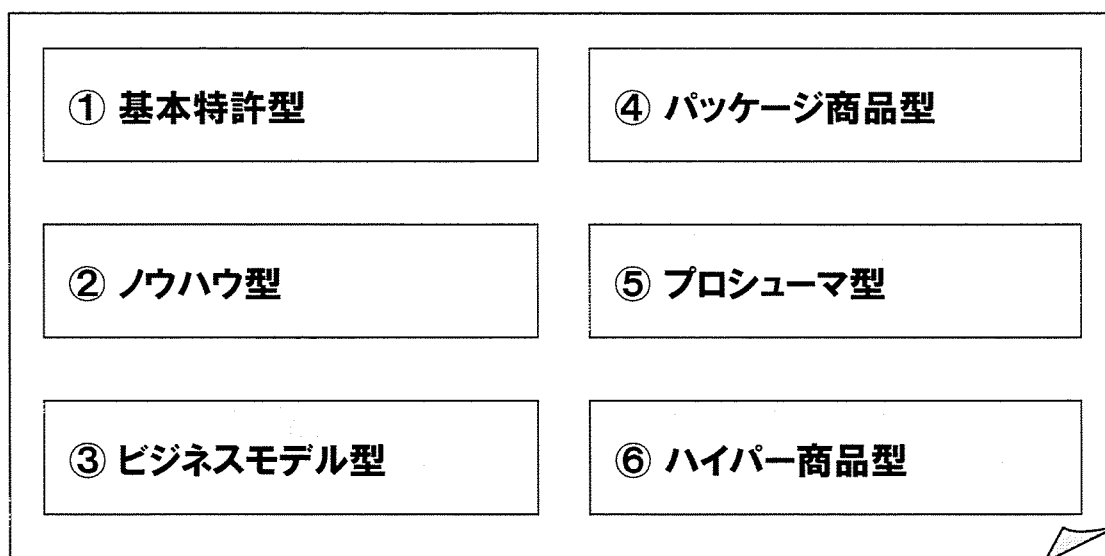 ① 基本特許型
② ノウハウ型
③ ビジネスモデル型
④ パッケージ商品型
⑤ プロシューマ型
⑥ ハイパー商品型